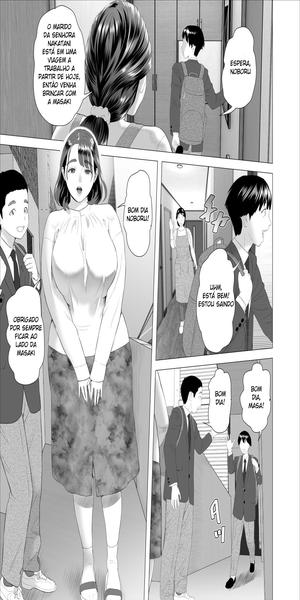 ESPERA,
NOBORU
O MARIDO
DA SENHORA
NAKATANI
ESTÁ EM UMA
VIAGEM A
TRABALHO A
PARTIR DE HOJE,
ENTÃO VENHA
BRINCAR COM
A MASAKI
UHM,
ESTÁ BEM!
ESTOU SAINDO
BOM
DIA,
MASA!
BOM
DIA!
BOM DIA
NOBORU!
OBRIGADO
POR SEMPRE
FICAR AO
LADO DA
MASAKI